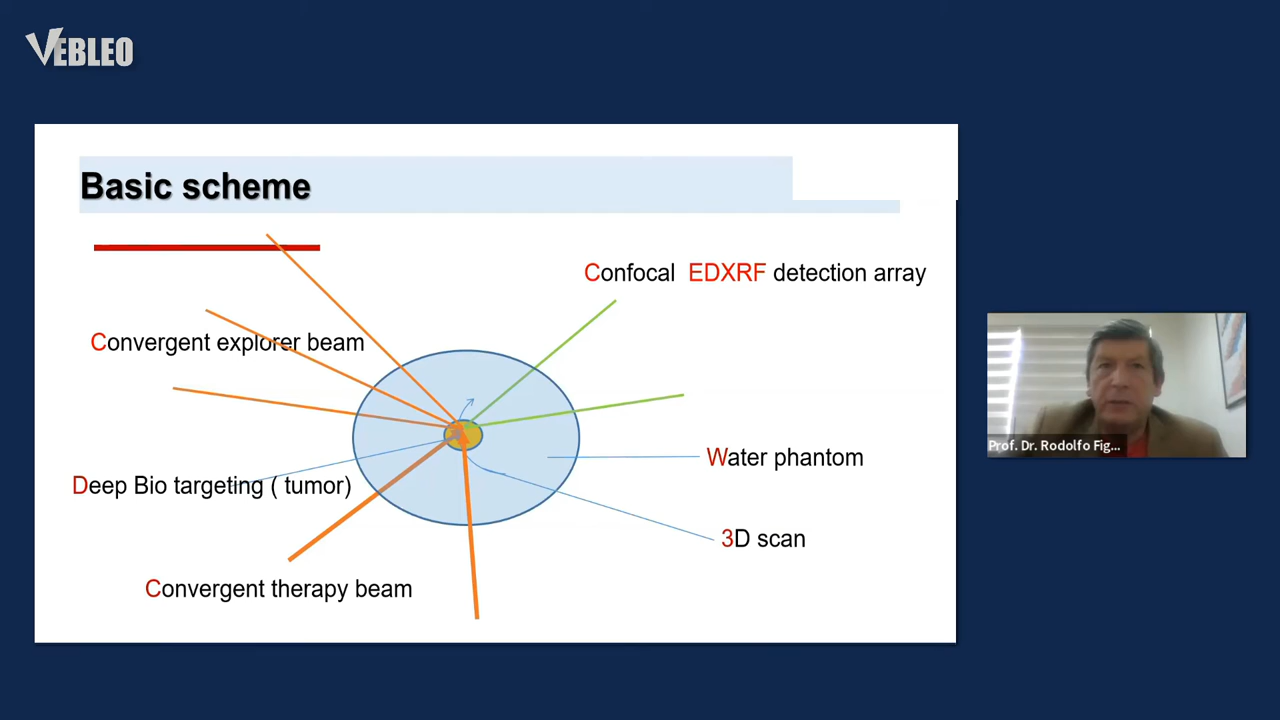 VEBLEO
Basic scheme
Confocal EDXRF detection array
Convergent explorer beam
Water phantom
Deep Bio targeting ( tumor)
3D scan
Convergent therapy beam
Prof. Dr. Rodolfo Fig...